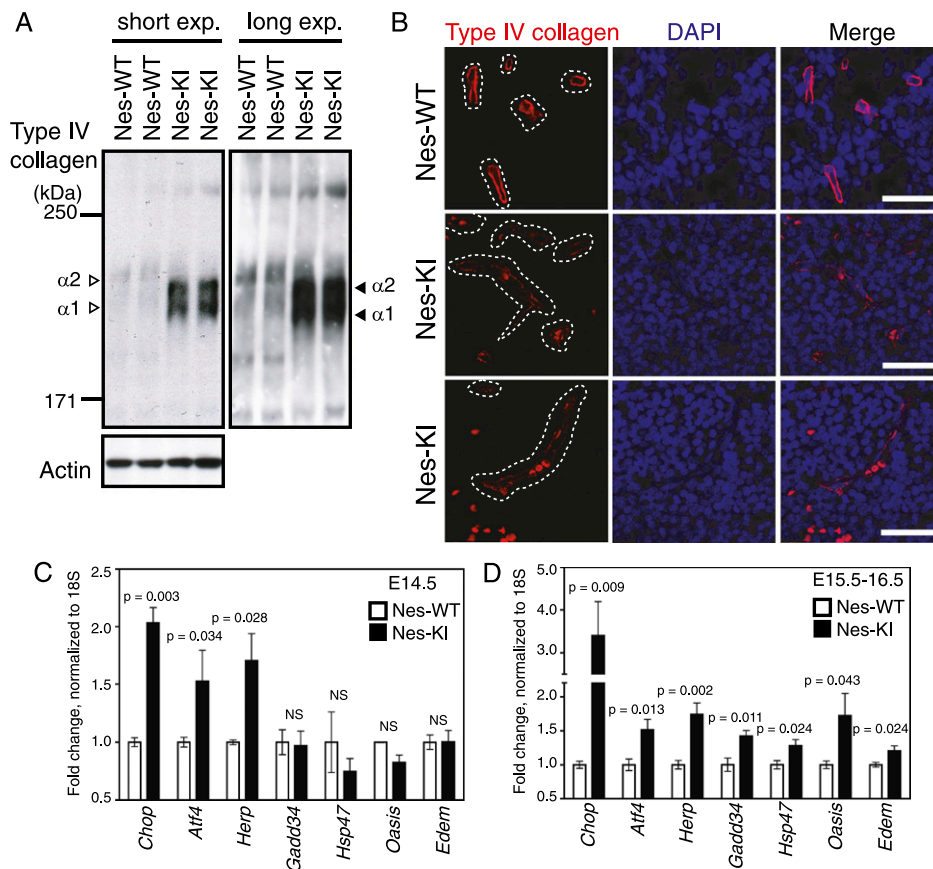 A
short exp.
long exp.
Nes-WT
Nes-WT
Nes-KI
Nes-KI
Nes-WT
Nes-WT
Nes-KI
Nes-KI
Type IV
collagen
(kDa)
250
α2 ▷
α1 ▷
◀ α2
◀ α1
171
Actin
B
Type IV collagen
DAPI
Merge
Nes-WT
Nes-KI
Nes-KI
C
E14.5
Nes-WT
Nes-KI
Fold change, normalized to 18S
2.5
2.0
1.5
1.0
0.5
p = 0.003
p = 0.034
p = 0.028
NS
NS
NS
NS
Chop
Atf4
Herp
Gadd34
Hsp47
Oasis
Edem
D
E15.5-16.5
Nes-WT
Nes-KI
Fold change, normalized to 18S
5.0
4.0
3.0
2.0
1.5
1.0
0.5
p = 0.009
p = 0.013
p = 0.002
p = 0.011
p = 0.024
p = 0.043
p = 0.024
Chop
Atf4
Herp
Gadd34
Hsp47
Oasis
Edem